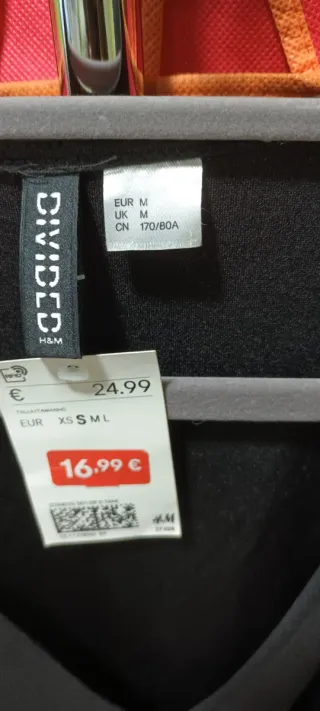 EUR M
UK M
CN 170/80A
DIVIDED
H&M
€ 24.99
EUR XS S M L
16,99 €
H&M